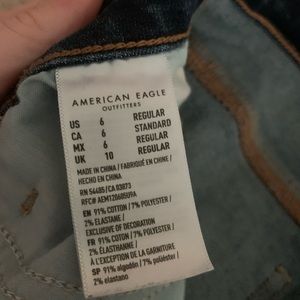 AMERICAN EAGLE
OUTFITTERS
US 6 REGULAR
CA 6 STANDARD
MX 6 REGULAR
UK 10 REGULAR
MADE IN CHINA / FABRIQUÉ EN CHINE /
HECHO EN CHINA
RN 54485/CA 03873
EN 91% COTTON / 7% POLYESTER /
2% ELASTANE /
EXCLUSIVE OF DECORATION
FR 91% COTON / 7% POLYESTER /
2% ÉLASTHANNE /
À L'EXCEPTION DE LA GARNITURE
SP 91% algodón / 7% poliéster /
2% elastano